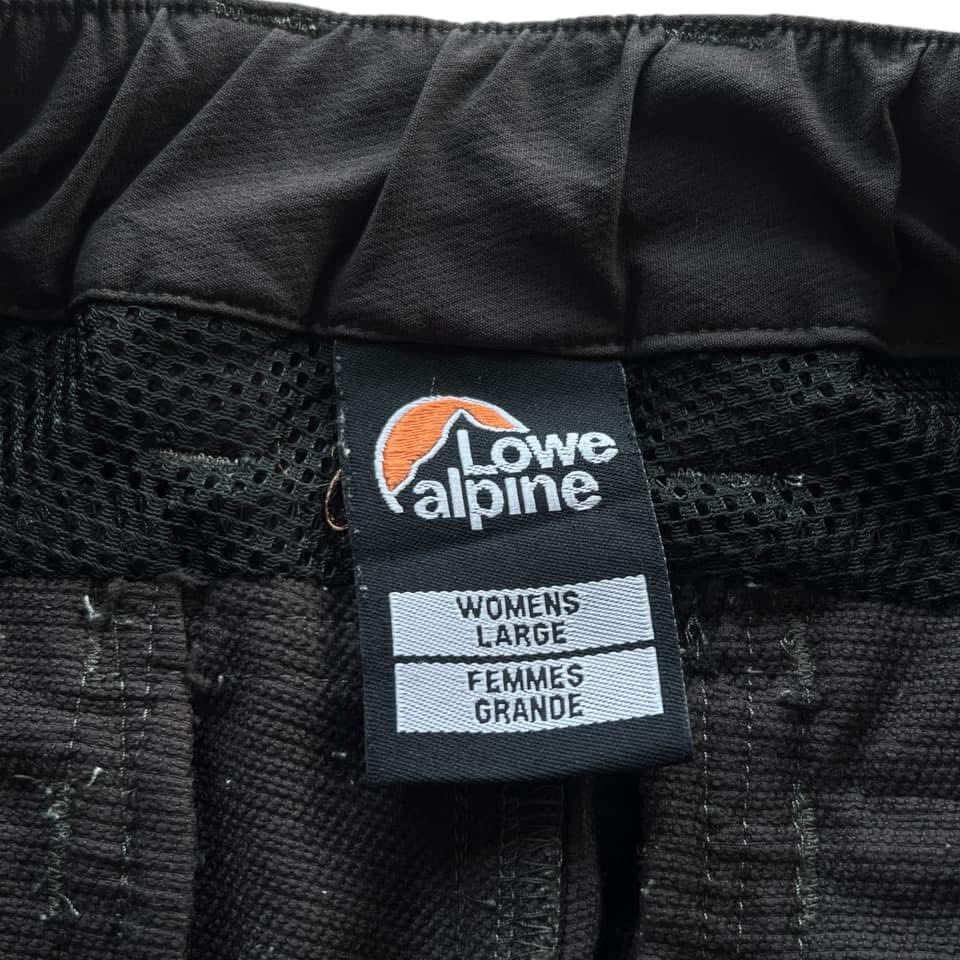 Lowe
alpine
WOMENS
LARGE
FEMMES
GRANDE